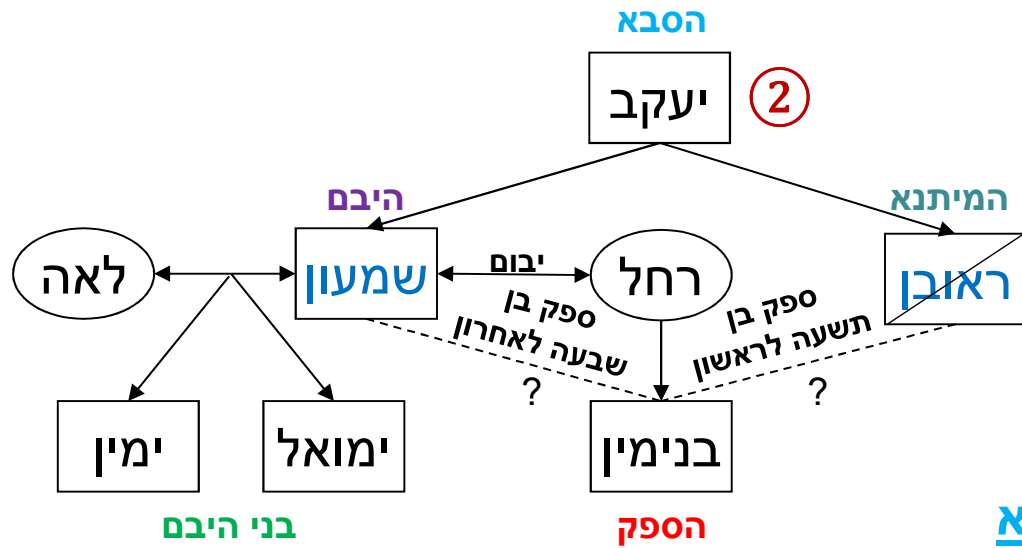 הסבא
יעקב
②
היבם
המיתנא
לאה
שמעון
יבום
רחל
ראובן
ספק בן
שבעה לאחרון
?
ספק בן
תשעה לראשון
?
ימין
ימואל
בנימין
בני היבם
הספק
א